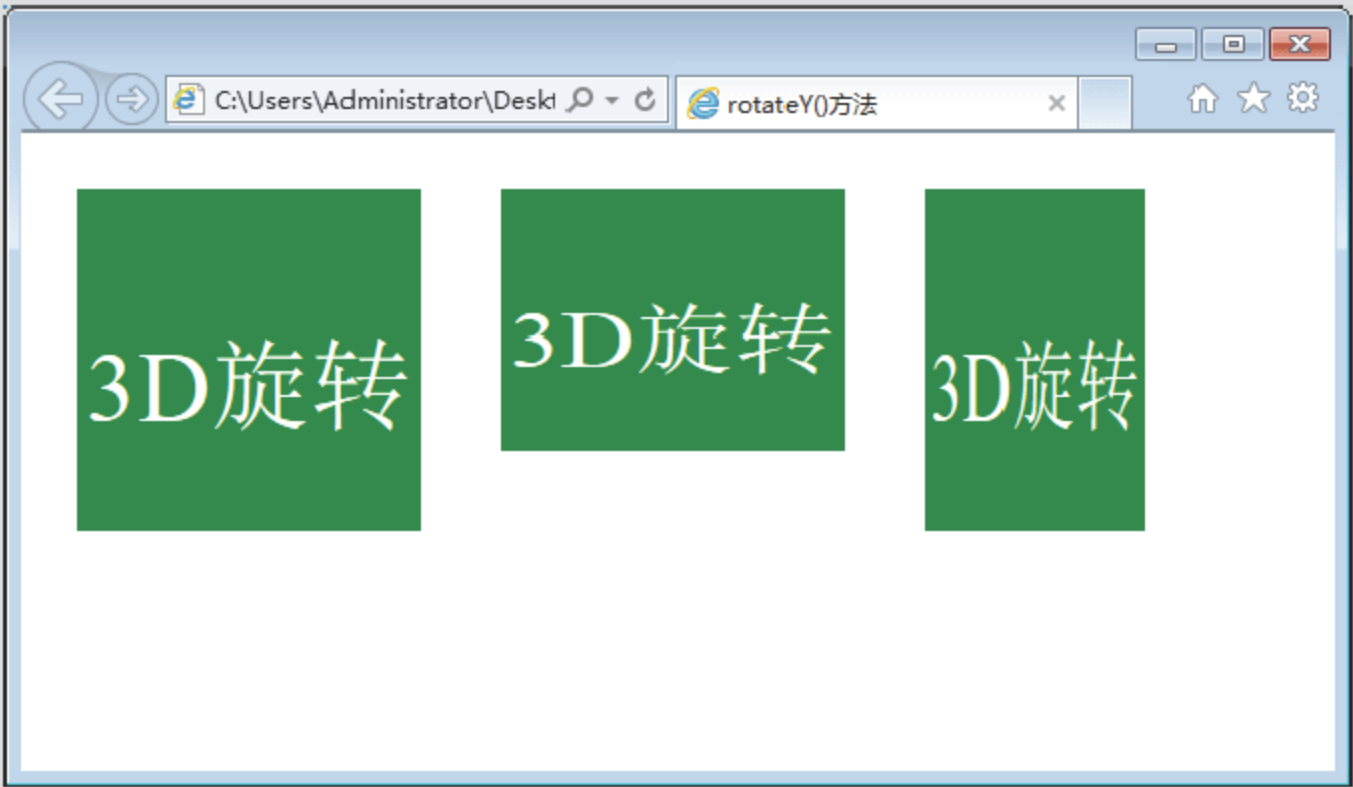 C:\Users\Administrator\Deskt
rotateY()方法
3D旋转
3D旋转
3D旋转